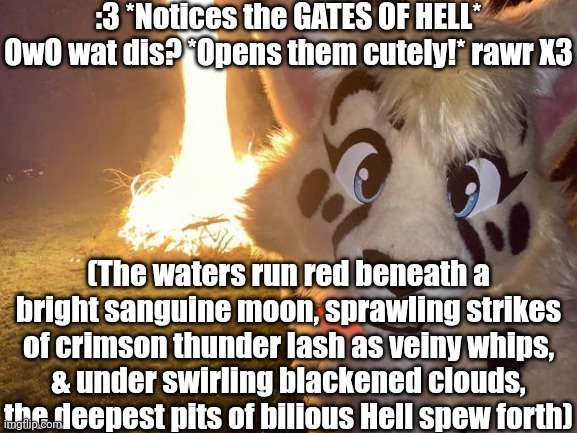 :3 *Notices the GATES OF HELL*
OwO wat dis? *Opens them cutely!* rawr X3
(The waters run red beneath a
bright sanguine moon, sprawling strikes
of crimson thunder lash as veiny whips,
& under swirling blackened clouds,
the deepest pits of bilious Hell spew forth)
imgflip.com